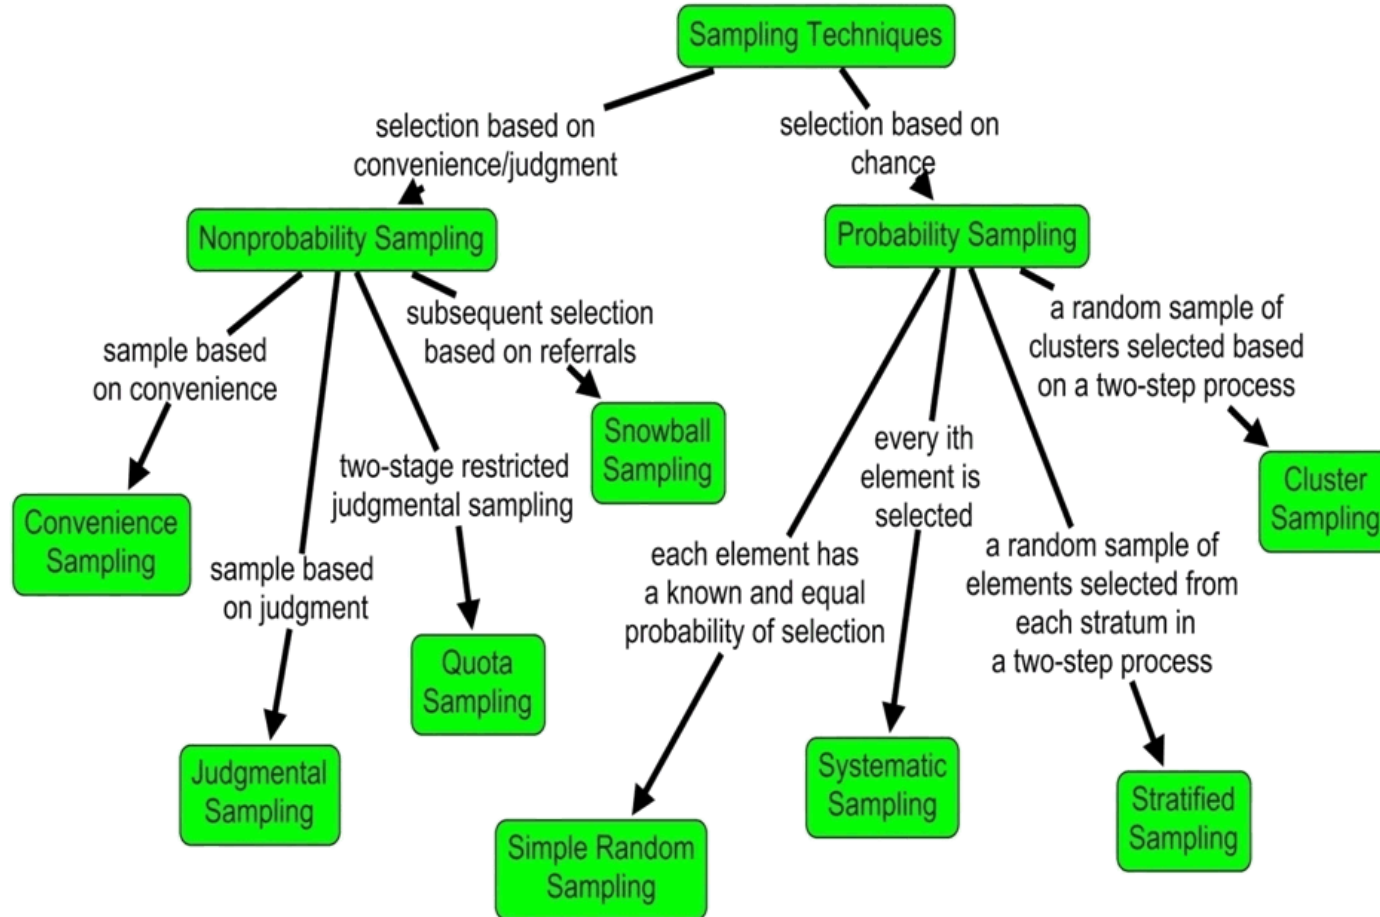 Sampling Techniques
selection based on
convenience/judgment
selection based on
chance
Nonprobability Sampling
Probability Sampling
subsequent selection
based on referrals
a random sample of
clusters selected based
on a two-step process
sample based
on convenience
Snowball
Sampling
every ith
element is
selected
two-stage restricted
judgmental sampling
Cluster
Sampling
Convenience
Sampling
sample based
on judgment
each element has
a known and equal
probability of selection
a random sample of
elements selected from
each stratum in
a two-step process
Quota
Sampling
Judgmental
Sampling
Systematic
Sampling
Stratified
Sampling
Simple Random
Sampling